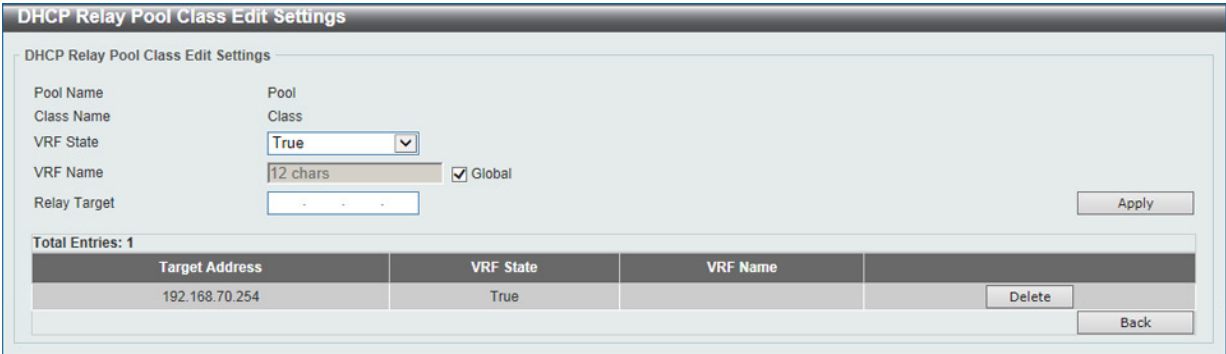 DHCP Relay Pool Class Edit Settings
DHCP Relay Pool Class Edit Settings
Pool Name Pool
Class Name Class
VRF State True
VRF Name 12 chars Global
Relay Target . . . Apply
Total Entries: 1
Target Address VRF State VRF Name
192.168.70.254 True Delete
Back